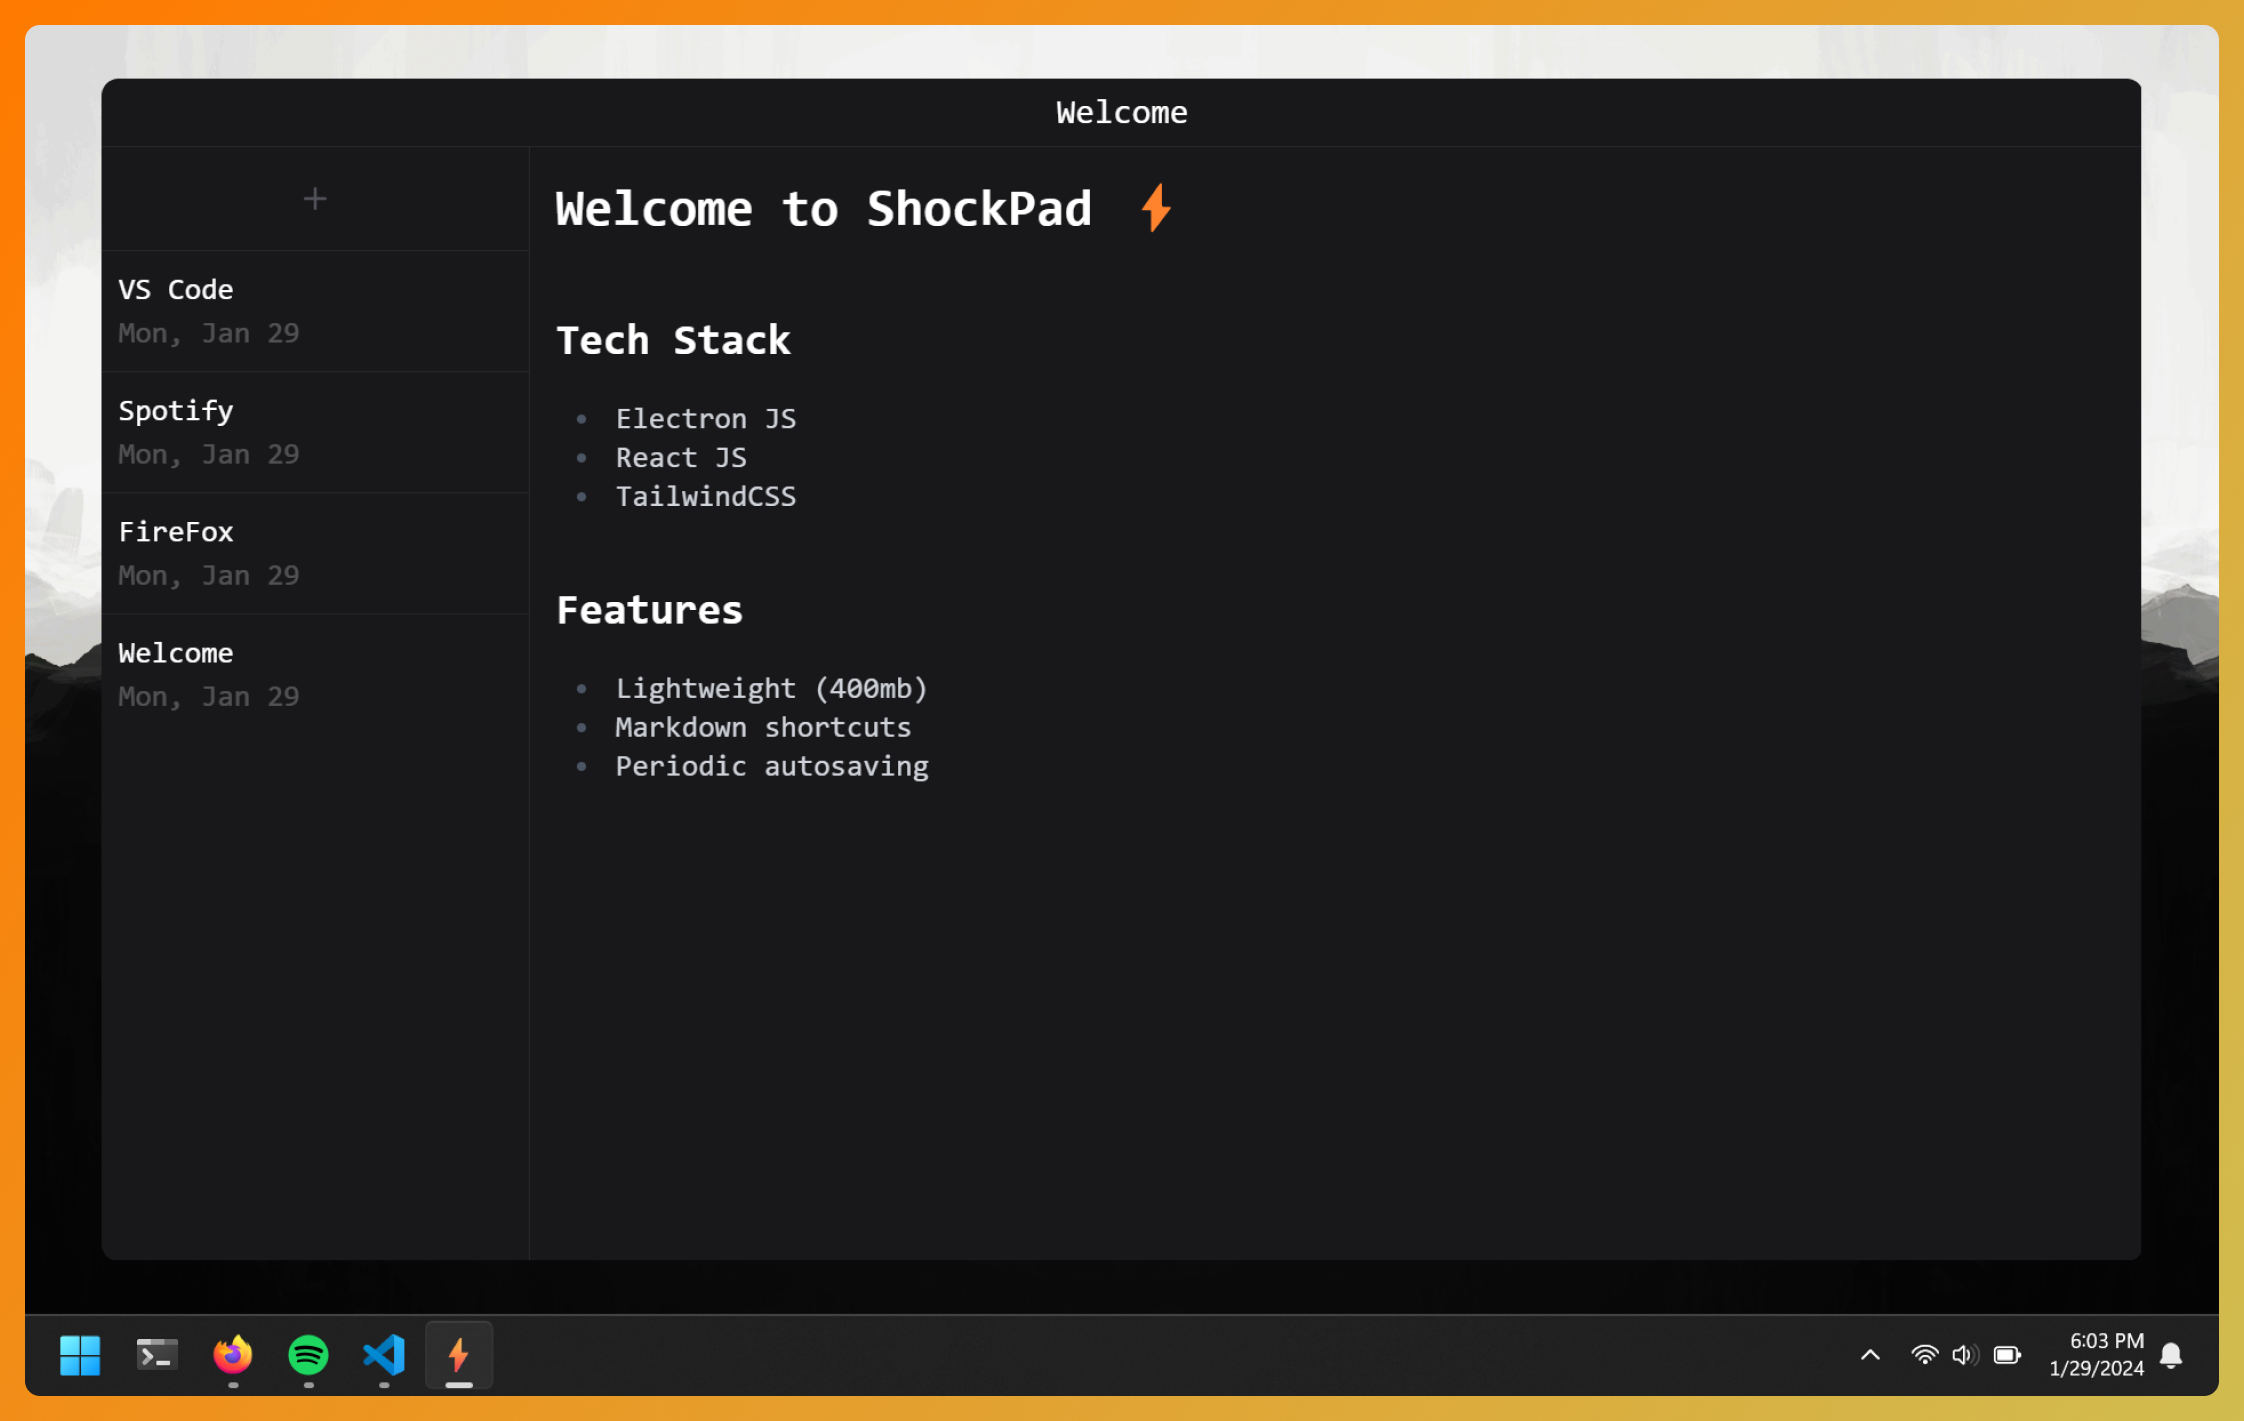 Welcome
+
VS Code
Mon, Jan 29
Spotify
Mon, Jan 29
FireFox
Mon, Jan 29
Welcome
Mon, Jan 29
Welcome to ShockPad
Tech Stack
• Electron JS
• React JS
• TailwindCSS
Features
• Lightweight (400mb)
• Markdown shortcuts
• Periodic autosaving
6:03 PM
1/29/2024